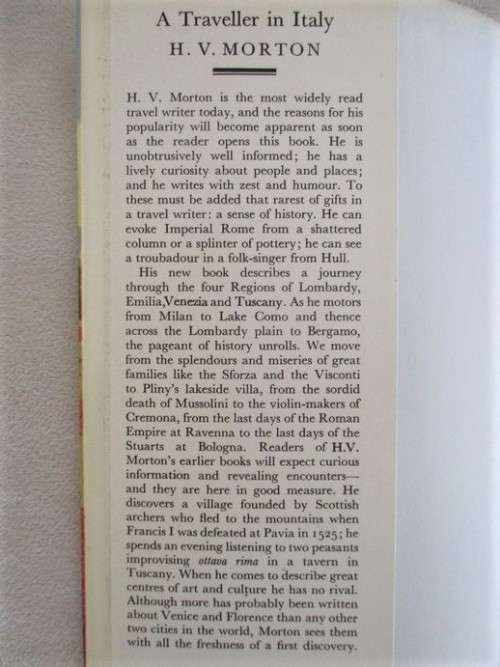 A Traveller in Italy
H. V. MORTON
H. V. Morton is the most widely read
travel writer today, and the reasons for his
popularity will become apparent as soon
as the reader opens this book. He is
unobtrusively well informed; he has a
lively curiosity about people and places;
and he writes with zest and humour. To
these must be added that rarest of gifts in
a travel writer: a sense of history. He can
evoke Imperial Rome from a shattered
column or a splinter of pottery; he can see
a troubadour in a folk-singer from Hull.
His new book describes a journey
through the four Regions of Lombardy,
Emilia,Venezia and Tuscany. As he motors
from Milan to Lake Como and thence
across the Lombardy plain to Bergamo,
the pageant of history unrolls. We move
from the splendours and miseries of great
families like the Sforza and the Visconti
to Pliny's lakeside villa, from the sordid
death of Mussolini to the violin-makers of
Cremona, from the last days of the Roman
Empire at Ravenna to the last days of the
Stuarts at Bologna. Readers of H.V.
Morton's earlier books will expect curious
information and revealing encounters—
and they are here in good measure. He
discovers a village founded by Scottish
archers who fled to the mountains when
Francis I was defeated at Pavia in 1525; he
spends an evening listening to two peasants
improvising ottava rima in a tavern in
Tuscany. When he comes to describe great
centres of art and culture he has no rival.
Although more has probably been written
about Venice and Florence than any other
two cities in the world, Morton sees them
with all the freshness of a first discovery.